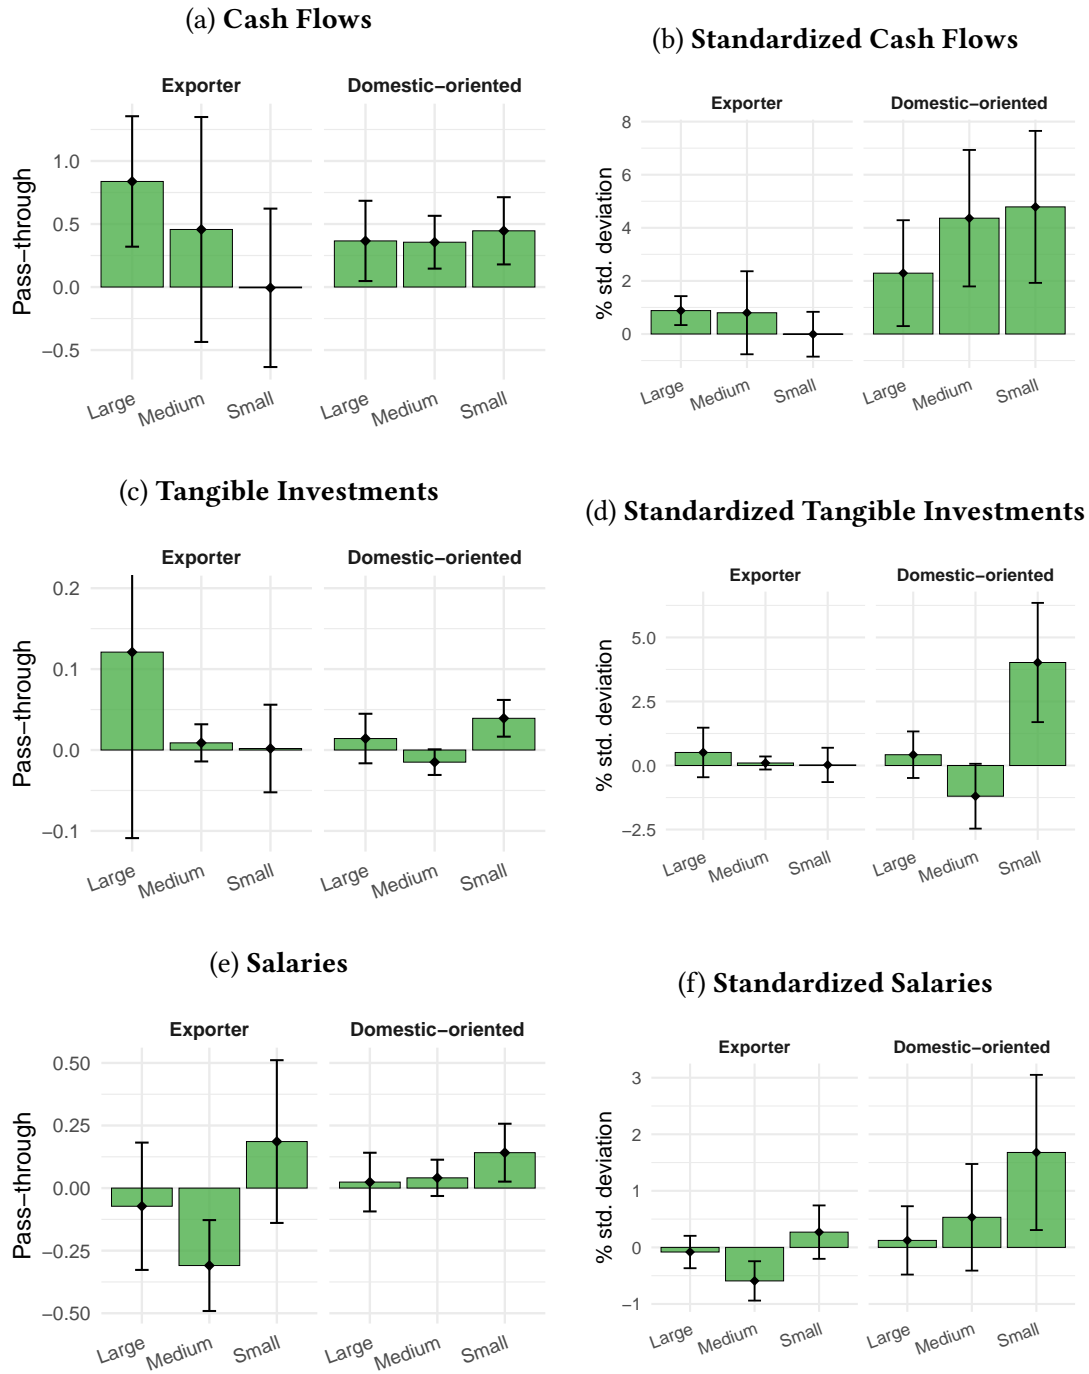 (a) Cash Flows
Exporter Domestic−oriented
Pass−through
1.0
0.5
0.0
−0.5
Large Medium Small Large Medium Small
(b) Standardized Cash Flows
Exporter Domestic−oriented
% std. deviation
8
6
4
2
0
Large Medium Small Large Medium Small
(c) Tangible Investments
Exporter Domestic−oriented
Pass−through
0.2
0.1
0.0
−0.1
Large Medium Small Large Medium Small
(d) Standardized Tangible Investments
Exporter Domestic−oriented
% std. deviation
5.0
2.5
0.0
−2.5
Large Medium Small Large Medium Small
(e) Salaries
Exporter Domestic−oriented
Pass−through
0.50
0.25
0.00
−0.25
−0.50
Large Medium Small Large Medium Small
(f) Standardized Salaries
Exporter Domestic−oriented
% std. deviation
3
2
1
0
−1
Large Medium Small Large Medium Small